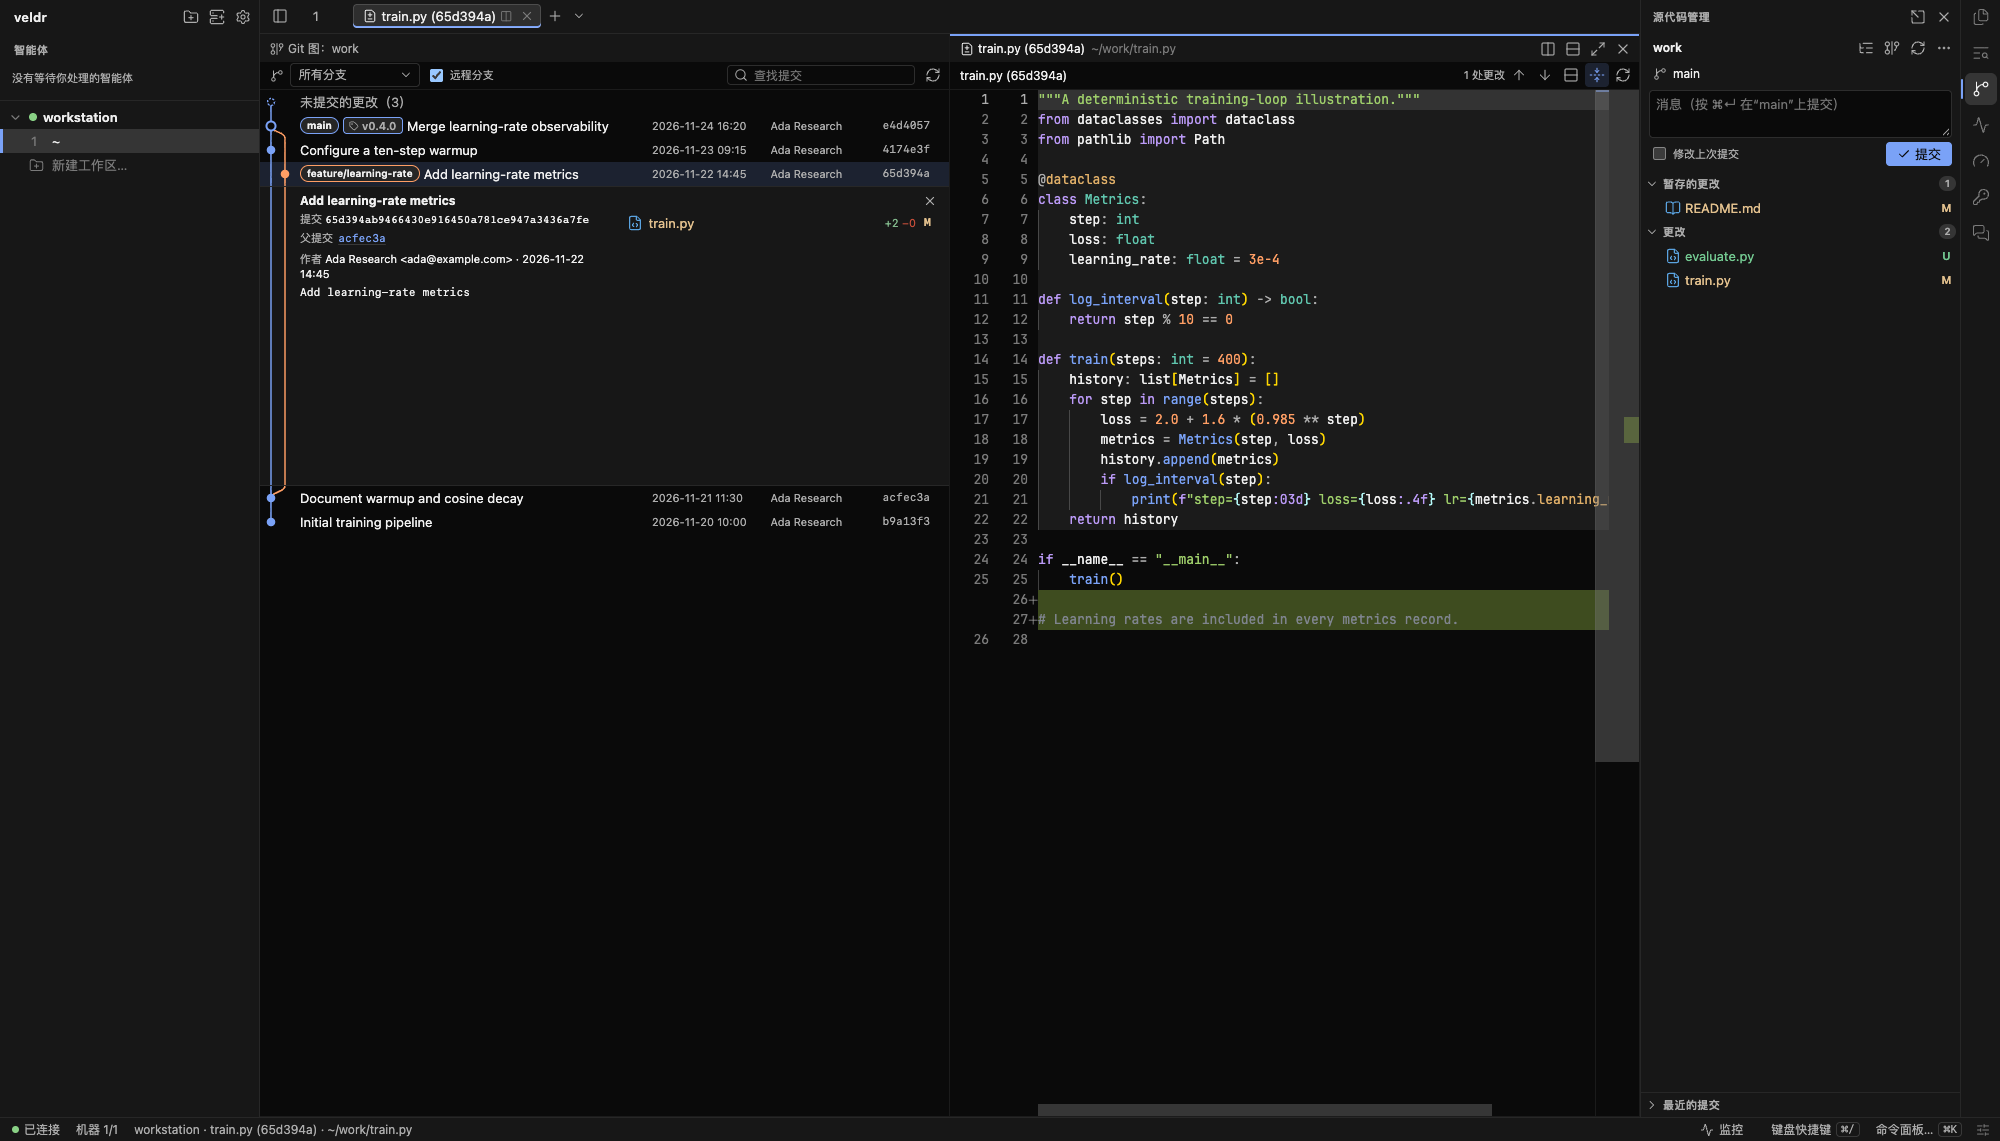 veldr
智能体
没有等待你处理的智能体
workstation
1 ~
新建工作区...
1
train.py (65d394a)
Git 图: work
所有分支
远程分支
查找提交
未提交的更改 (3)
main v0.4.0 Merge learning-rate observability 2026-11-24 16:20 Ada Research e4d4057
Configure a ten-step warmup 2026-11-23 09:15 Ada Research 4174e3f
feature/learning-rate Add learning-rate metrics 2026-11-22 14:45 Ada Research 65d394a
Add learning-rate metrics
提交 65d394ab9466430e916450a781ce947a3436a7fe
父提交 acfec3a
作者 Ada Research <ada@example.com> · 2026-11-22
14:45
Add learning-rate metrics
train.py +2 −0 M
Document warmup and cosine decay 2026-11-21 11:30 Ada Research acfec3a
Initial training pipeline 2026-11-20 10:00 Ada Research b9a13f3
train.py (65d394a) ~/work/train.py
train.py (65d394a) 1 处更改
1 1 """A deterministic training-loop illustration."""
2 2 from dataclasses import dataclass
3 3 from pathlib import Path
4 4
5 5 @dataclass
6 6 class Metrics:
7 7     step: int
8 8     loss: float
9 9     learning_rate: float = 3e-4
10 10
11 11 def log_interval(step: int) -> bool:
12 12     return step % 10 == 0
13 13
14 14 def train(steps: int = 400):
15 15     history: list[Metrics] = []
16 16     for step in range(steps):
17 17         loss = 2.0 + 1.6 * (0.985 ** step)
18 18         metrics = Metrics(step, loss)
19 19         history.append(metrics)
20 20         if log_interval(step):
21 21             print(f"step={step:03d} loss={loss:.4f} lr={metrics.learning_
22 22     return history
23 23
24 24 if __name__ == "__main__":
25 25     train()
26+
27+# Learning rates are included in every metrics record.
26 28
源代码管理
work
main
消息 (按 ⌘↵ 在“main”上提交)
修改上次提交
提交
暂存的更改 1
README.md M
更改 2
evaluate.py U
train.py M
最近的提交
已连接 机器 1/1 workstation · train.py (65d394a) · ~/work/train.py
监控 键盘快捷键 ⌘/ 命令面板... ⌘K